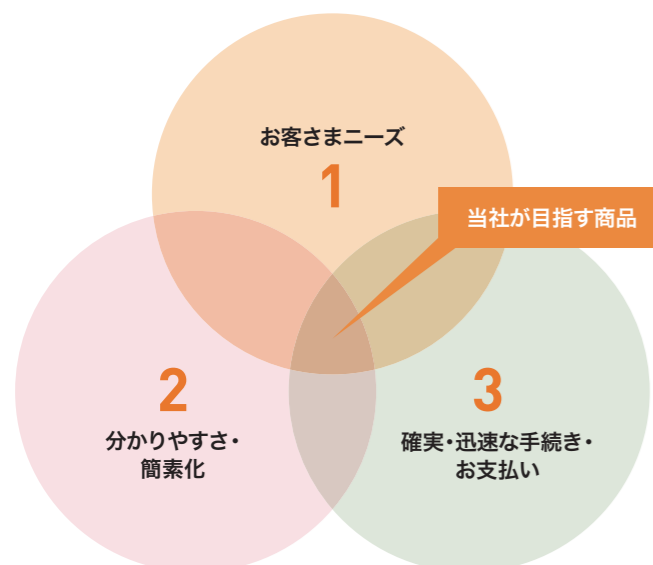 お客さまニーズ
1
当社が目指す商品
2
分かりやすさ・
簡素化
3
確実・迅速な手続き・
お支払い